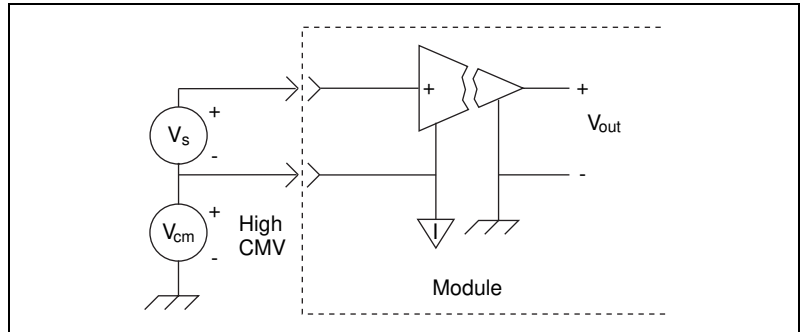 +
+
V_out
-
+
V_s
-
+
V_cm
-
High
CMV
I
Module